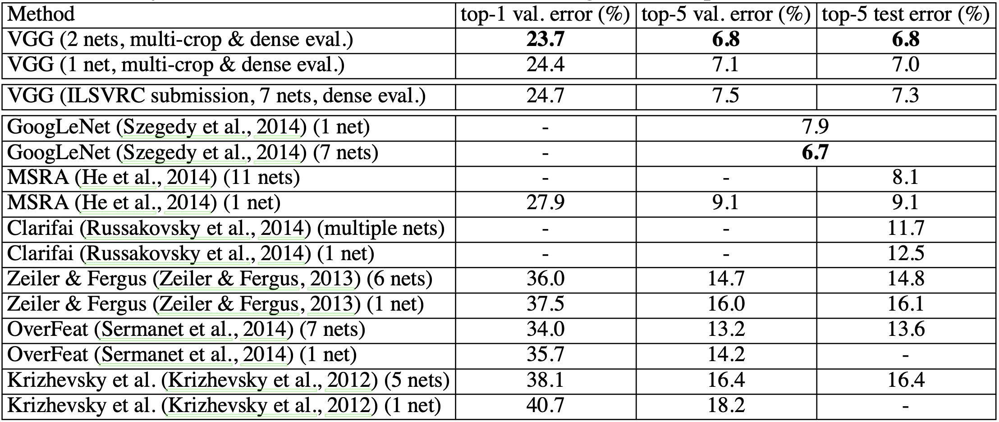 Method top-1 val. error (%) top-5 val. error (%) top-5 test error (%)
VGG (2 nets, multi-crop & dense eval.) 23.7 6.8 6.8
VGG (1 net, multi-crop & dense eval.) 24.4 7.1 7.0
VGG (ILSVRC submission, 7 nets, dense eval.) 24.7 7.5 7.3
GoogLeNet (Szegedy et al., 2014) (1 net) - 7.9
GoogLeNet (Szegedy et al., 2014) (7 nets) - 6.7
MSRA (He et al., 2014) (11 nets) - - 8.1
MSRA (He et al., 2014) (1 net) 27.9 9.1 9.1
Clarifai (Russakovsky et al., 2014) (multiple nets) - - 11.7
Clarifai (Russakovsky et al., 2014) (1 net) - - 12.5
Zeiler & Fergus (Zeiler & Fergus, 2013) (6 nets) 36.0 14.7 14.8
Zeiler & Fergus (Zeiler & Fergus, 2013) (1 net) 37.5 16.0 16.1
OverFeat (Sermanet et al., 2014) (7 nets) 34.0 13.2 13.6
OverFeat (Sermanet et al., 2014) (1 net) 35.7 14.2 -
Krizhevsky et al. (Krizhevsky et al., 2012) (5 nets) 38.1 16.4 16.4
Krizhevsky et al. (Krizhevsky et al., 2012) (1 net) 40.7 18.2 -